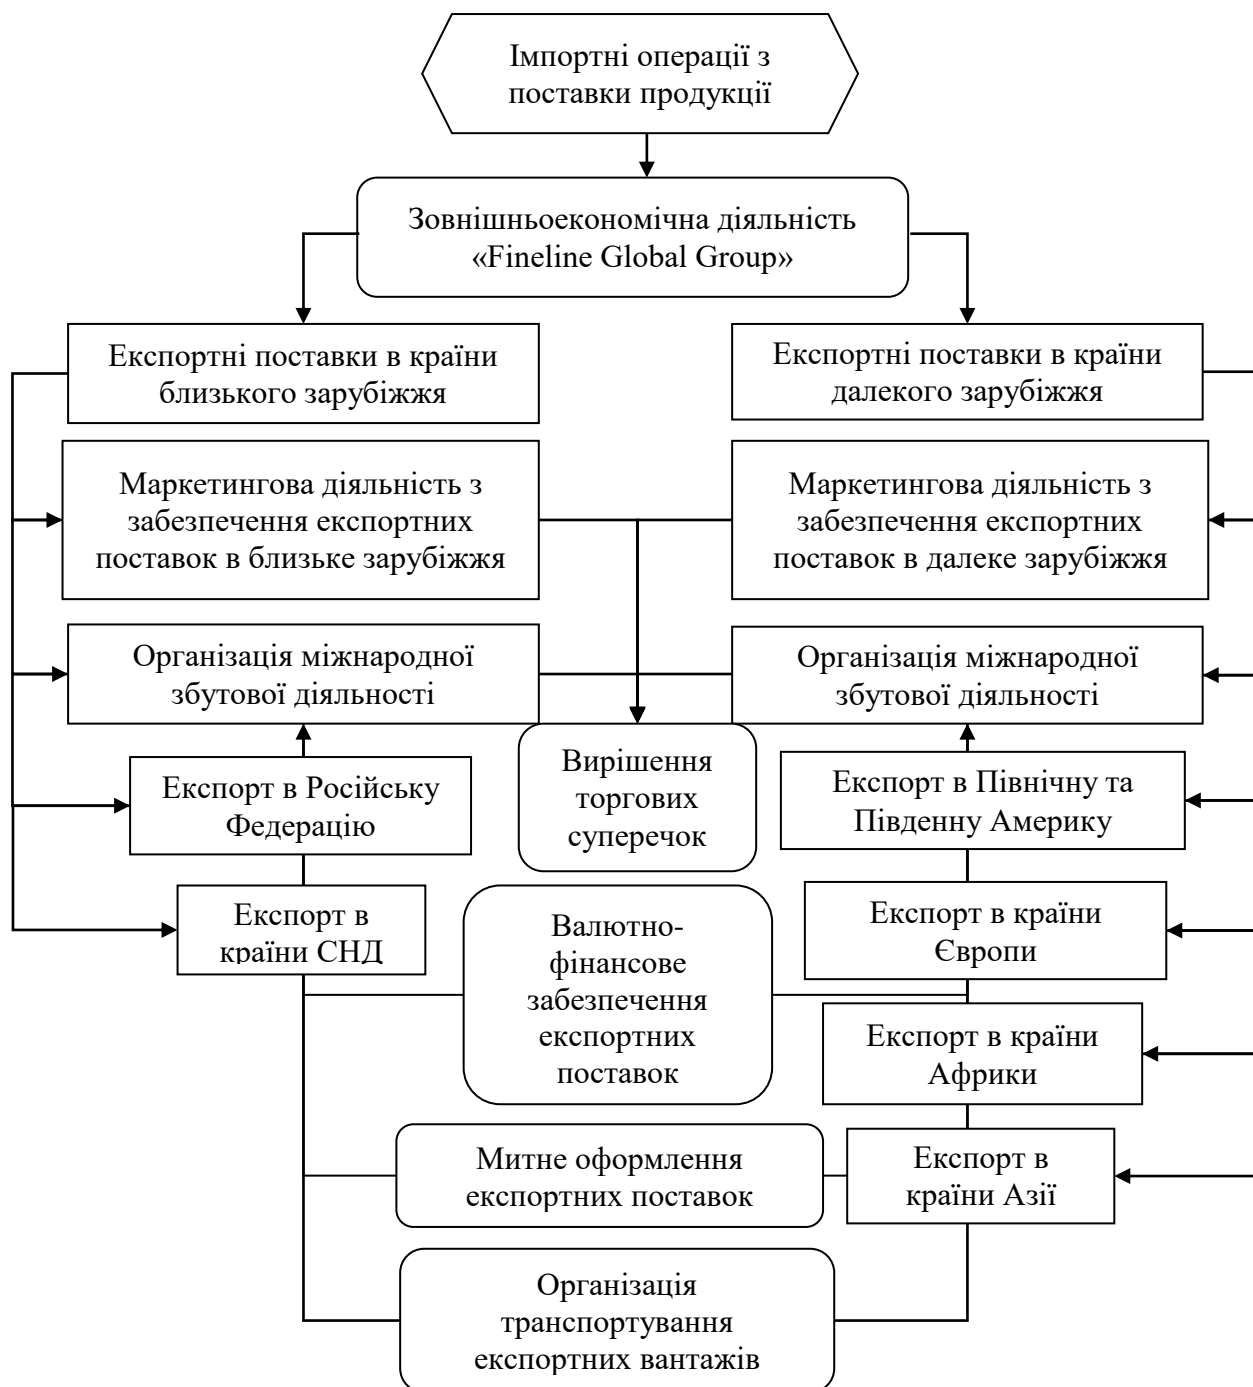 Імпортні операції з
поставки продукції
Зовнішньоекономічна діяльність
«Fineline Global Group»
Експортні поставки в країни
близького зарубіжжя
Експортні поставки в країни
далекого зарубіжжя
Маркетингова діяльність з
забезпечення експортних
поставок в близьке зарубіжжя
Маркетингова діяльність з
забезпечення експортних
поставок в далеке зарубіжжя
Організація міжнародної
збутової діяльності
Організація міжнародної
збутової діяльності
Експорт в Російську
Федерацію
Вирішення
торгових
суперечок
Експорт в Північну та
Південну Америку
Експорт в
країни СНД
Валютно-
фінансове
забезпечення
експортних
поставок
Експорт в країни
Європи
Експорт в країни
Африки
Митне оформлення
експортних поставок
Експорт в
країни Азії
Організація
транспортування
експортних вантажів